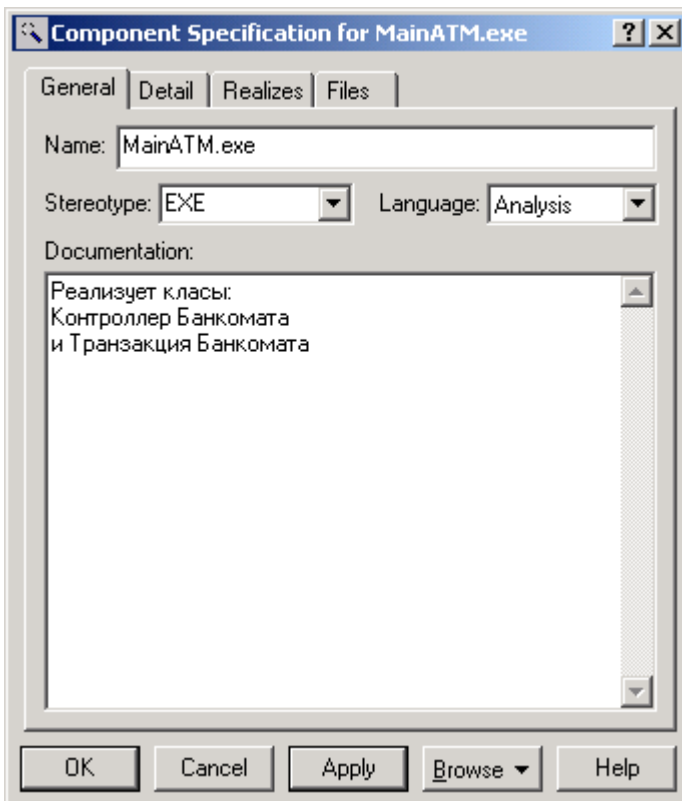 Component Specification for MainATM.exe
General Detail Realizes Files
Name: MainATM.exe
Stereotype: EXE Language: Analysis
Documentation:
Реализует класы:
Контроллер Банкомата
и Транзакция Банкомата
OK Cancel Apply Browse Help